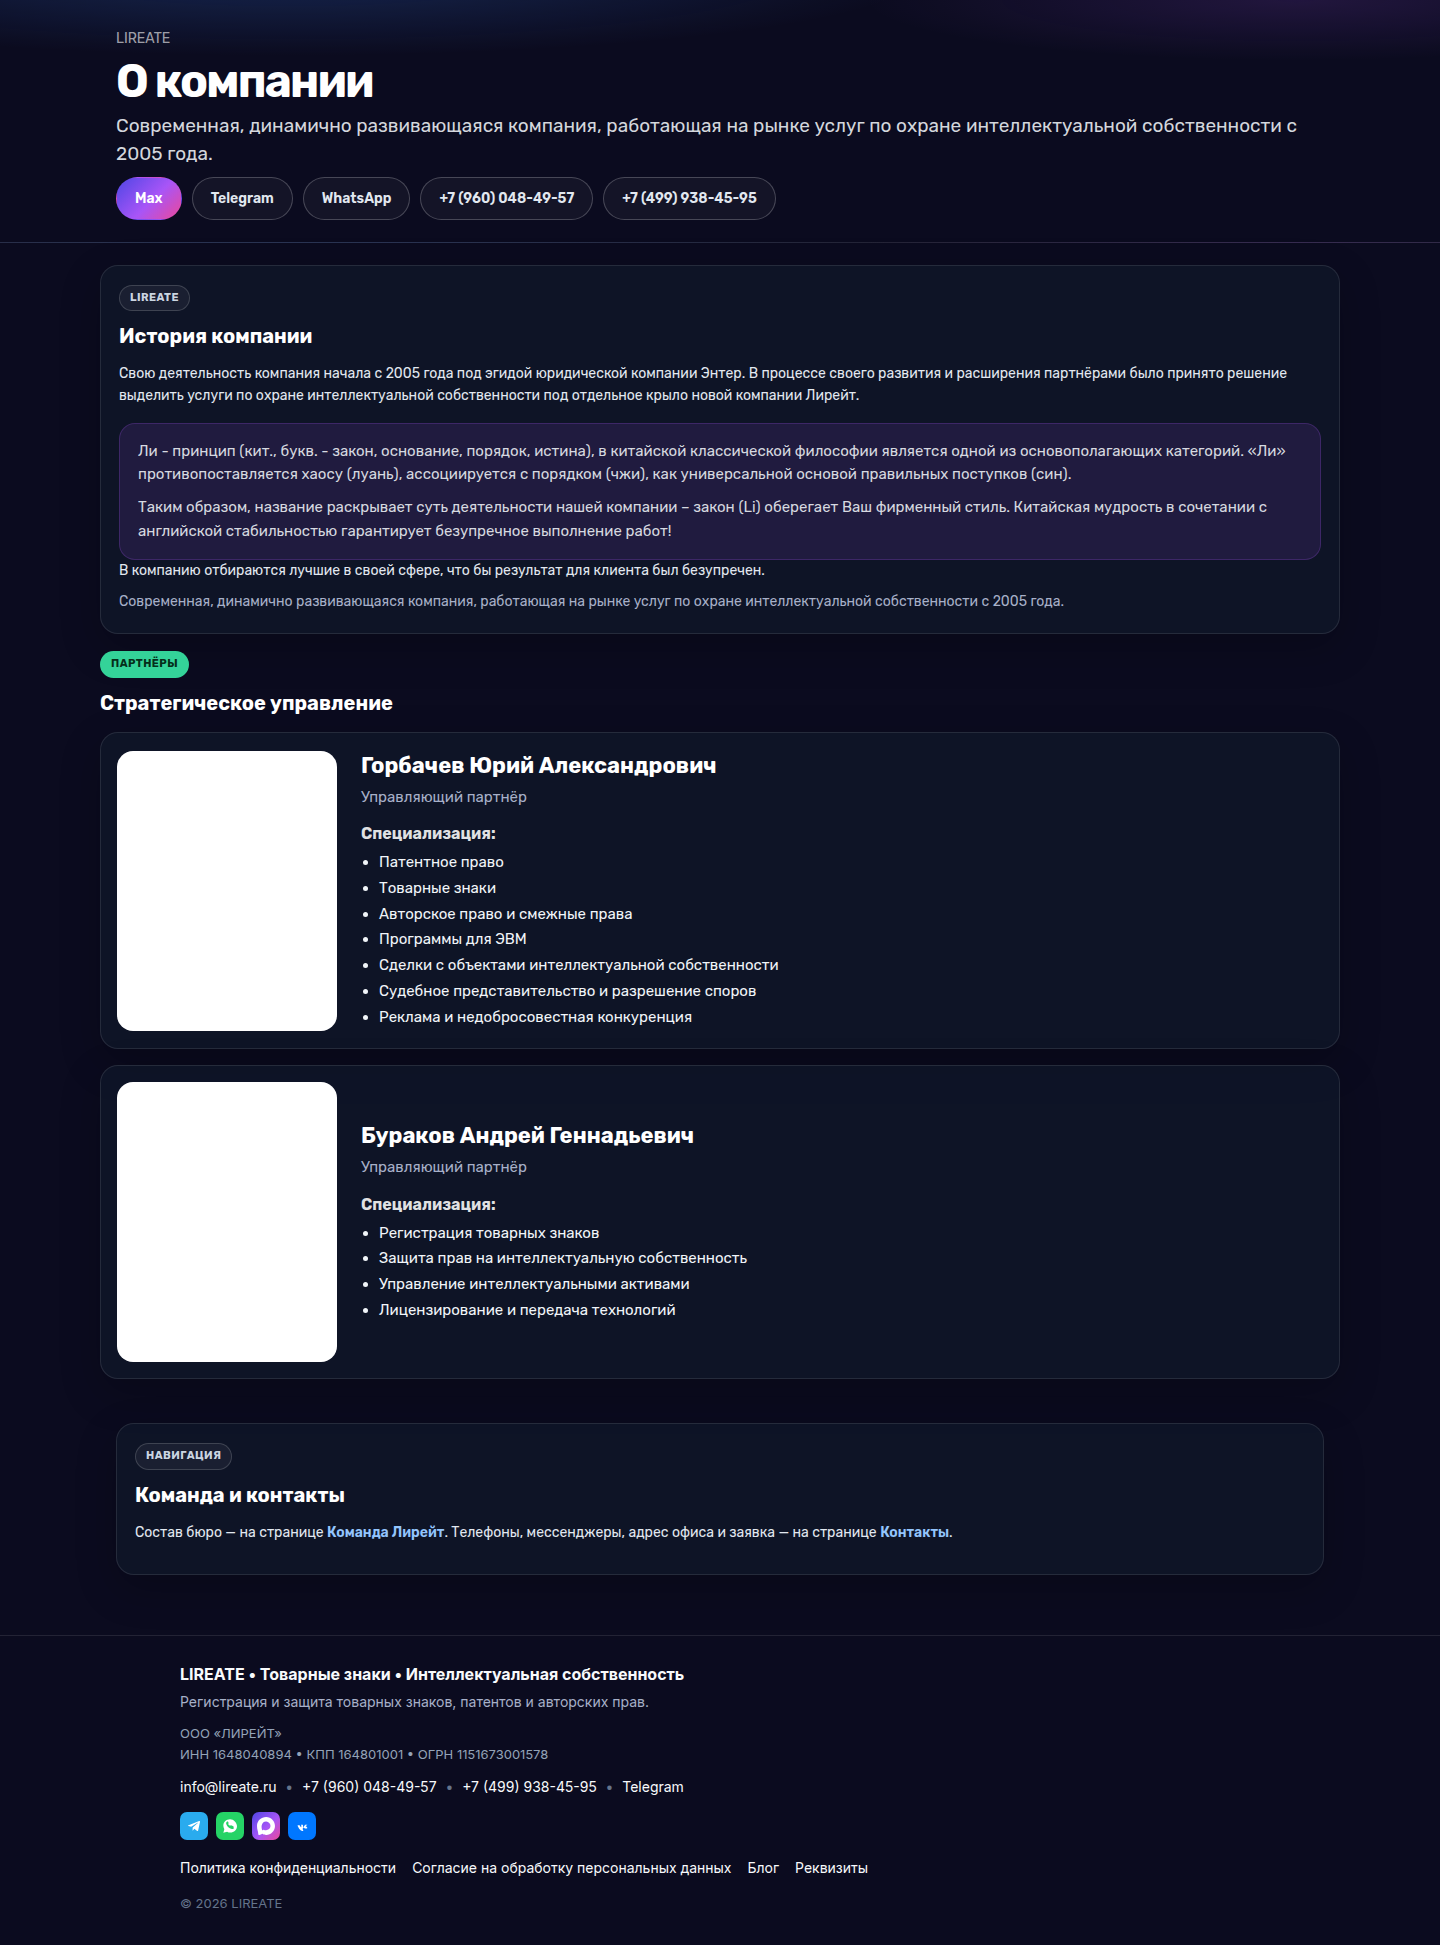 LIREATE
О компании
Современная, динамично развивающаяся компания, работающая на рынке услуг по охране интеллектуальной собственности с
2005 года.
Max
Telegram
WhatsApp
+7 (960) 048-49-57
+7 (499) 938-45-95
LIREATE
История компании
Свою деятельность компания начала с 2005 года под эгидой юридической компании Энтер. В процессе своего развития и расширения партнёрами было принято решение
выделить услуги по охране интеллектуальной собственности под отдельное крыло новой компании Лирейт.
Ли - принцип (кит., букв. - закон, основание, порядок, истина), в китайской классической философии является одной из основополагающих категорий. «Ли»
противопоставляется хаосу (луань), ассоциируется с порядком (чжи), как универсальной основой правильных поступков (син).
Таким образом, название раскрывает суть деятельности нашей компании – закон (Li) оберегает Ваш фирменный стиль. Китайская мудрость в сочетании с
английской стабильностью гарантирует безупречное выполнение работ!
В компанию отбираются лучшие в своей сфере, что бы результат для клиента был безупречен.
Современная, динамично развивающаяся компания, работающая на рынке услуг по охране интеллектуальной собственности с 2005 года.
ПАРТНЁРЫ
Стратегическое управление
Горбачев Юрий Александрович
Управляющий партнёр
Специализация:
• Патентное право
• Товарные знаки
• Авторское право и смежные права
• Программы для ЭВМ
• Сделки с объектами интеллектуальной собственности
• Судебное представительство и разрешение споров
• Реклама и недобросовестная конкуренция
Бураков Андрей Геннадьевич
Управляющий партнёр
Специализация:
• Регистрация товарных знаков
• Защита прав на интеллектуальную собственность
• Управление интеллектуальными активами
• Лицензирование и передача технологий
НАВИГАЦИЯ
Команда и контакты
Состав бюро — на странице Команда Лирейт. Телефоны, мессенджеры, адрес офиса и заявка — на странице Контакты.
LIREATE • Товарные знаки • Интеллектуальная собственность
Регистрация и защита товарных знаков, патентов и авторских прав.
ООО «ЛИРЕЙТ»
ИНН 1648040894 • КПП 164801001 • ОГРН 1151673001578
info@lireate.ru • +7 (960) 048-49-57 • +7 (499) 938-45-95 • Telegram
Политика конфиденциальности Согласие на обработку персональных данных Блог Реквизиты
© 2026 LIREATE